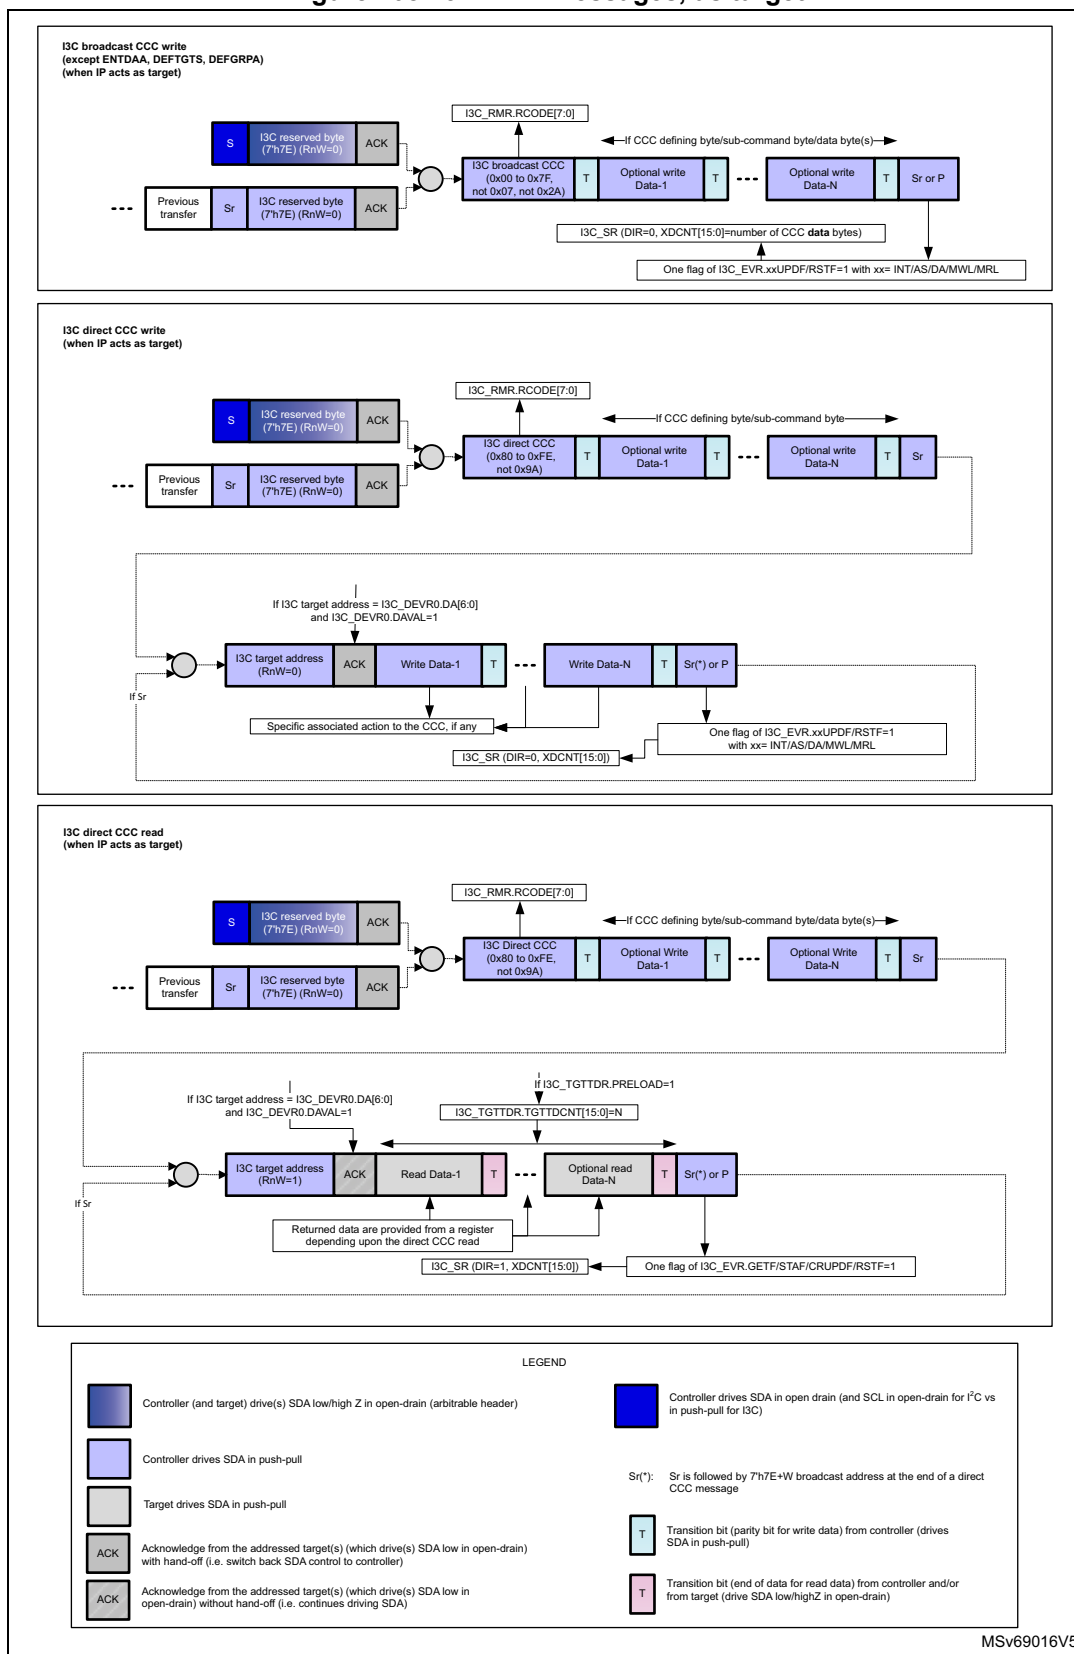 I3C broadcast CCC write
(except ENTDAA, DEFTGTS, DEFGRPA)
(when IP acts as target)
I3C_RMR.RCODE[7:0]
If CCC defining byte/sub-command byte/data byte(s)
S
I3C reserved byte
(7'h7E) (RnW=0)
ACK
I3C broadcast CCC
(0x00 to 0x7F,
not 0x07, not 0x2A)
T
Optional write
Data-1
T
Optional write
Data-N
T
Sr or P
Previous
transfer
Sr
I3C reserved byte
(7'h7E) (RnW=0)
ACK
I3C_SR (DIR=0, XDCNT[15:0]=number of CCC data bytes)
One flag of I3C_EVR.xxUPDF/RSTF=1 with xx= INT/AS/DA/MWL/MRL
I3C direct CCC write
(when IP acts as target)
I3C_RMR.RCODE[7:0]
If CCC defining byte/sub-command byte
S
I3C reserved byte
(7'h7E) (RnW=0)
ACK
I3C direct CCC
(0x80 to 0xFE,
not 0x9A)
T
Optional write
Data-1
T
Optional write
Data-N
T
Sr
Previous
transfer
Sr
I3C reserved byte
(7'h7E) (RnW=0)
ACK
If I3C target address = I3C_DEVR0.DA[6:0]
and I3C_DEVR0.DAVAL=1
I3C target address
(RnW=0)
ACK
Write Data-1
T
Write Data-N
T
Sr(*) or P
If Sr
Specific associated action to the CCC, if any
One flag of I3C_EVR.xxUPDF/RSTF=1
with xx= INT/AS/DA/MWL/MRL
I3C_SR (DIR=0, XDCNT[15:0])
I3C direct CCC read
(when IP acts as target)
I3C_RMR.RCODE[7:0]
If CCC defining byte/sub-command byte/data byte(s)
S
I3C reserved byte
(7'h7E) (RnW=0)
ACK
I3C Direct CCC
(0x80 to 0xFE,
not 0x9A)
T
Optional Write
Data-1
T
Optional Write
Data-N
T
Sr
Previous
transfer
Sr
I3C reserved byte
(7'h7E) (RnW=0)
ACK
If I3C_TGTTDR.PRELOAD=1
If I3C target address = I3C_DEVR0.DA[6:0]
and I3C_DEVR0.DAVAL=1
I3C_TGTTDR.TGTTDCNT[15:0]=N
I3C target address
(RnW=1)
ACK
Read Data-1
T
Optional read
Data-N
T
Sr(*) or P
If Sr
Returned data are provided from a register
depending upon the direct CCC read
I3C_SR (DIR=1, XDCNT[15:0])
One flag of I3C_EVR.GETF/STAF/CRUPDF/RSTF=1
LEGEND
Controller (and target) drive(s) SDA low/high Z in open-drain (arbitrable header)
Controller drives SDA in open drain (and SCL in open-drain for I²C vs
in push-pull for I3C)
Controller drives SDA in push-pull
Sr(*): Sr is followed by 7'h7E+W broadcast address at the end of a direct
CCC message
Target drives SDA in push-pull
T
Transition bit (parity bit for write data) from controller (drives
SDA in push-pull)
ACK
Acknowledge from the addressed target(s) (which drive(s) SDA low in open-drain)
with hand-off (i.e. switch back SDA control to controller)
ACK
Acknowledge from the addressed target(s) (which drive(s) SDA low in
open-drain) without hand-off (i.e. continues driving SDA)
T
Transition bit (end of data for read data) from controller and/or
from target (drive SDA low/highZ in open-drain)
MSv69016V5